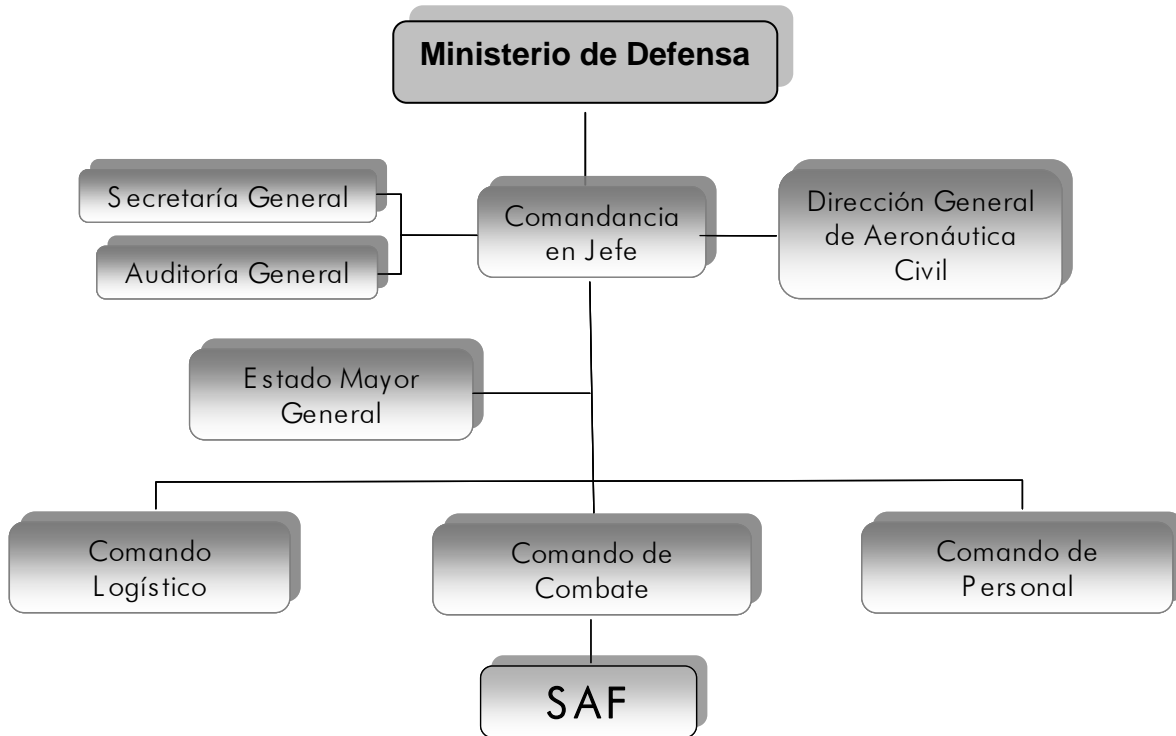 Ministerio de Defensa
Secretaría General
Auditoría General
Comandancia
en Jefe
Dirección General
de Aeronáutica
Civil
Estado Mayor
General
Comando
Logístico
Comando de
Combate
Comando de
Personal
SAF